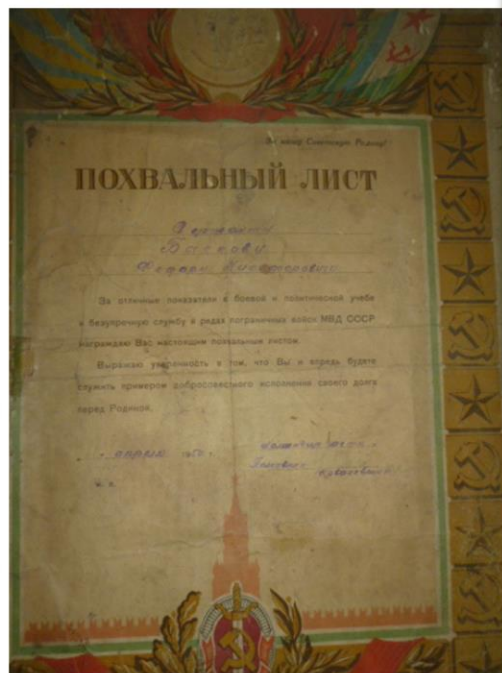 За нашу Советскую Родину!
ПОХВАЛЬНЫЙ ЛИСТ
За отличные показатели в боевой и политической учебе
и безупречную службу в рядах пограничных войск МВД СССР
награждаю Вас настоящим похвальным листом.
Выражаю уверенность в том, что Вы и впредь будете
служить примером добросовестного исполнения своего долга
перед Родиной.
апреля 195 г.